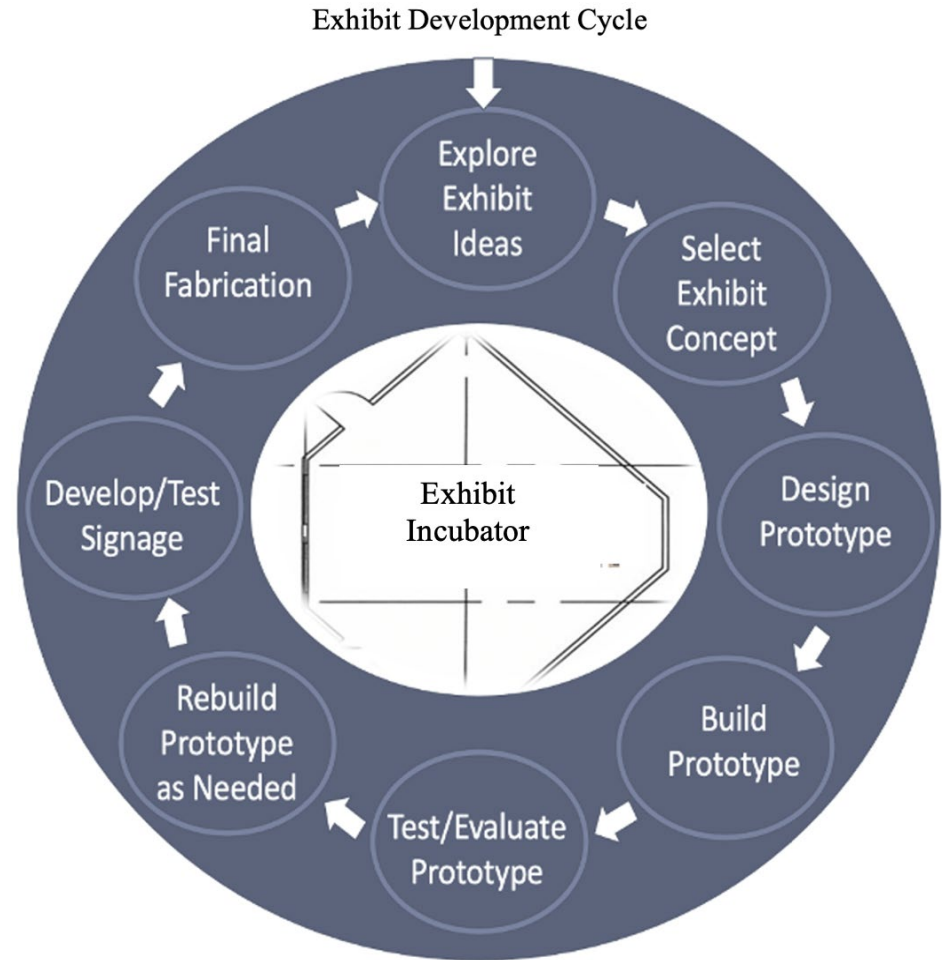 Exhibit Development Cycle
Explore
Exhibit
Ideas
Select
Exhibit
Concept
Design
Prototype
Build
Prototype
Test/Evaluate
Prototype
Rebuild
Prototype
as Needed
Develop/Test
Signage
Final
Fabrication
Exhibit
Incubator